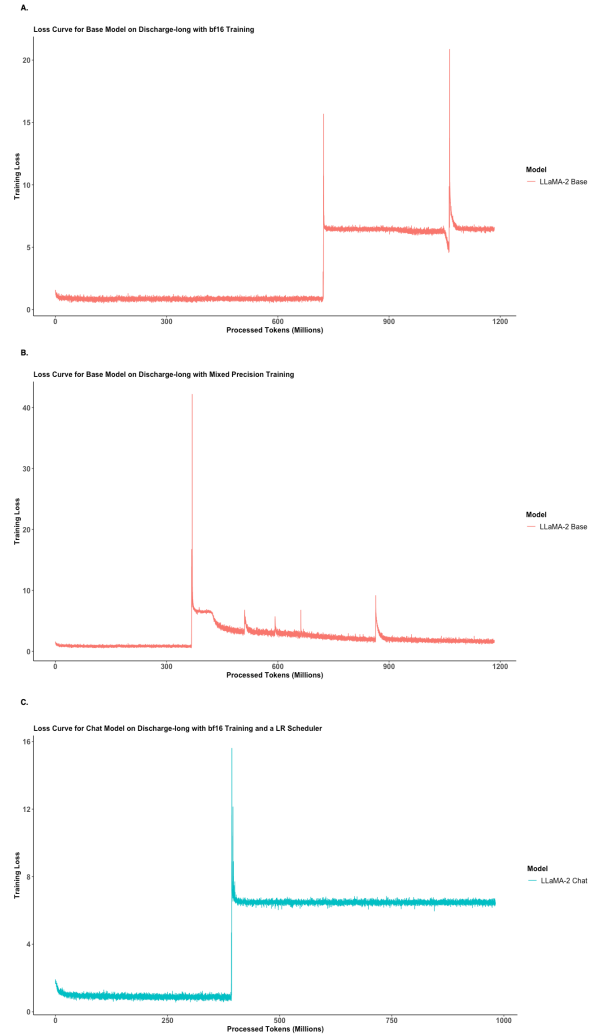 A.
Loss Curve for Base Model on Discharge-long with bf16 Training
20
15
10
5
0
Training Loss
0 300 600 900 1200
Processed Tokens (Millions)
Model
LLaMA-2 Base
B.
Loss Curve for Base Model on Discharge-long with Mixed Precision Training
40
30
20
10
0
Training Loss
0 300 600 900 1200
Processed Tokens (Millions)
Model
LLaMA-2 Base
C.
Loss Curve for Chat Model on Discharge-long with bf16 Training and a LR Scheduler
16
12
8
4
0
Training Loss
0 250 500 750 1000
Processed Tokens (Millions)
Model
LLaMA-2 Chat